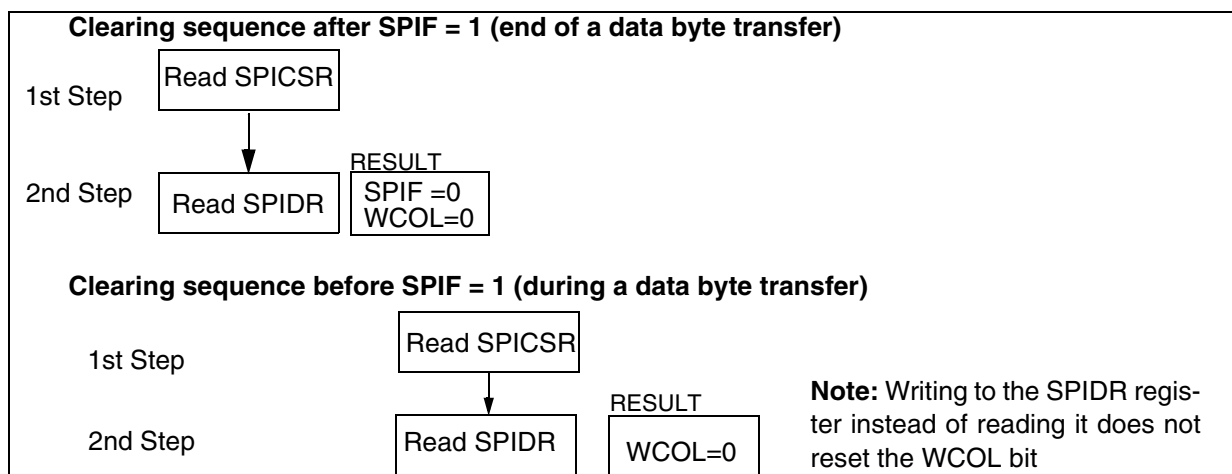 Clearing sequence after SPIF = 1 (end of a data byte transfer)
1st Step
Read SPICSR
2nd Step
Read SPIDR
RESULT
SPIF =0
WCOL=0
Clearing sequence before SPIF = 1 (during a data byte transfer)
1st Step
Read SPICSR
2nd Step
Read SPIDR
RESULT
WCOL=0
Note: Writing to the SPIDR regis-
ter instead of reading it does not
reset the WCOL bit